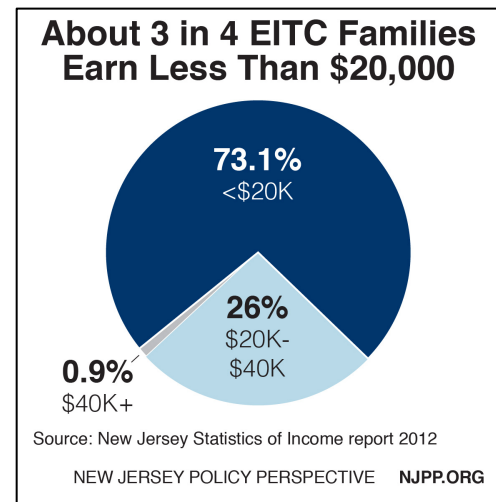 About 3 in 4 EITC Families
Earn Less Than $20,000
73.1%
<$20K
26%
$20K-
$40K
0.9%
$40K+
Source: New Jersey Statistics of Income report 2012
NEW JERSEY POLICY PERSPECTIVE NJPP.ORG